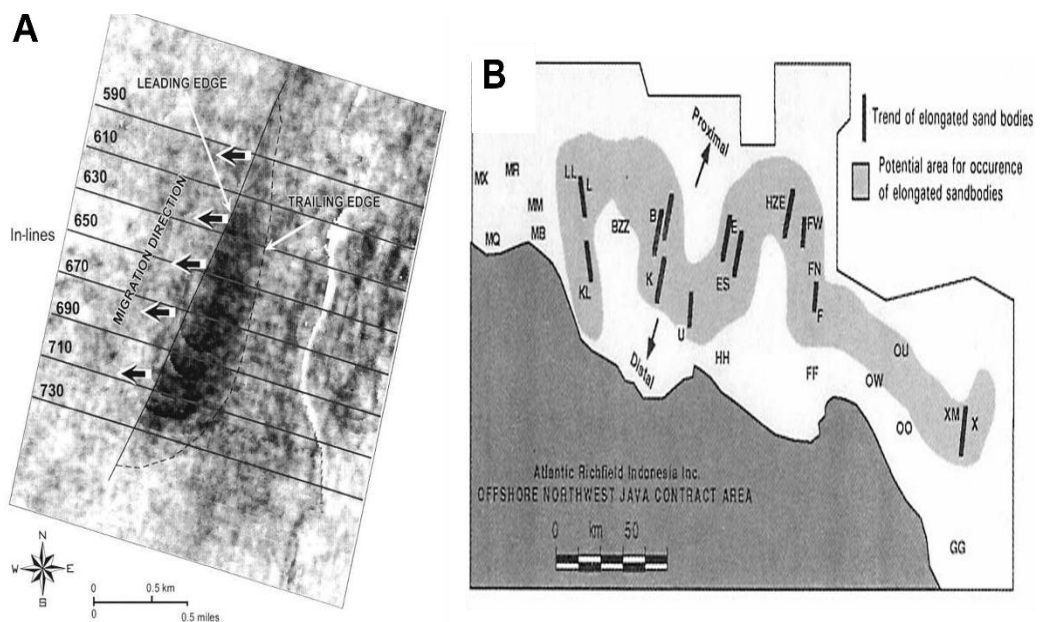 A
LEADING EDGE
590
610
630
TRAILING EDGE
650
In-lines
MIGRATION DIRECTION
670
690
710
730
N
W E
S
0 0.5 km
0 0.5 miles
B
Proximal
Trend of elongated sand bodies
Potential area for occurence
of elongated sandbodies
MX MR
LL L
HZE
MM
B
E
FW
MQ MB
BZZ
FN
KL
K
ES
F
U
Distal
HH
FF
OU
OW
OO
XM X
GG
Atlantic Richfield Indonesia Inc.
OFFSHORE NORTHWEST JAVA CONTRACT AREA
0 km 50